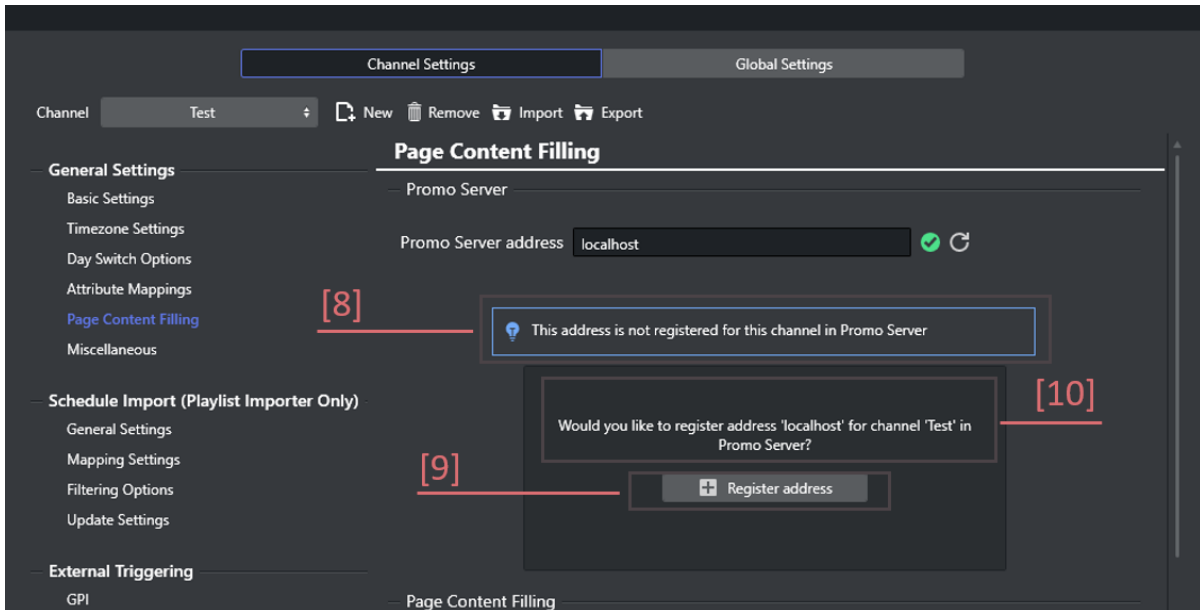 Channel Settings
Global Settings
Channel
Test
New
Remove
Import
Export
General Settings
Basic Settings
Timezone Settings
Day Switch Options
Attribute Mappings
Page Content Filling
Miscellaneous
Schedule Import (Playlist Importer Only)
General Settings
Mapping Settings
Filtering Options
Update Settings
External Triggering
GPI
Page Content Filling
Promo Server
Promo Server address
localhost
[8]
This address is not registered for this channel in Promo Server
[10]
Would you like to register address 'localhost' for channel 'Test' in
Promo Server?
[9]
Register address
Page Content Filling